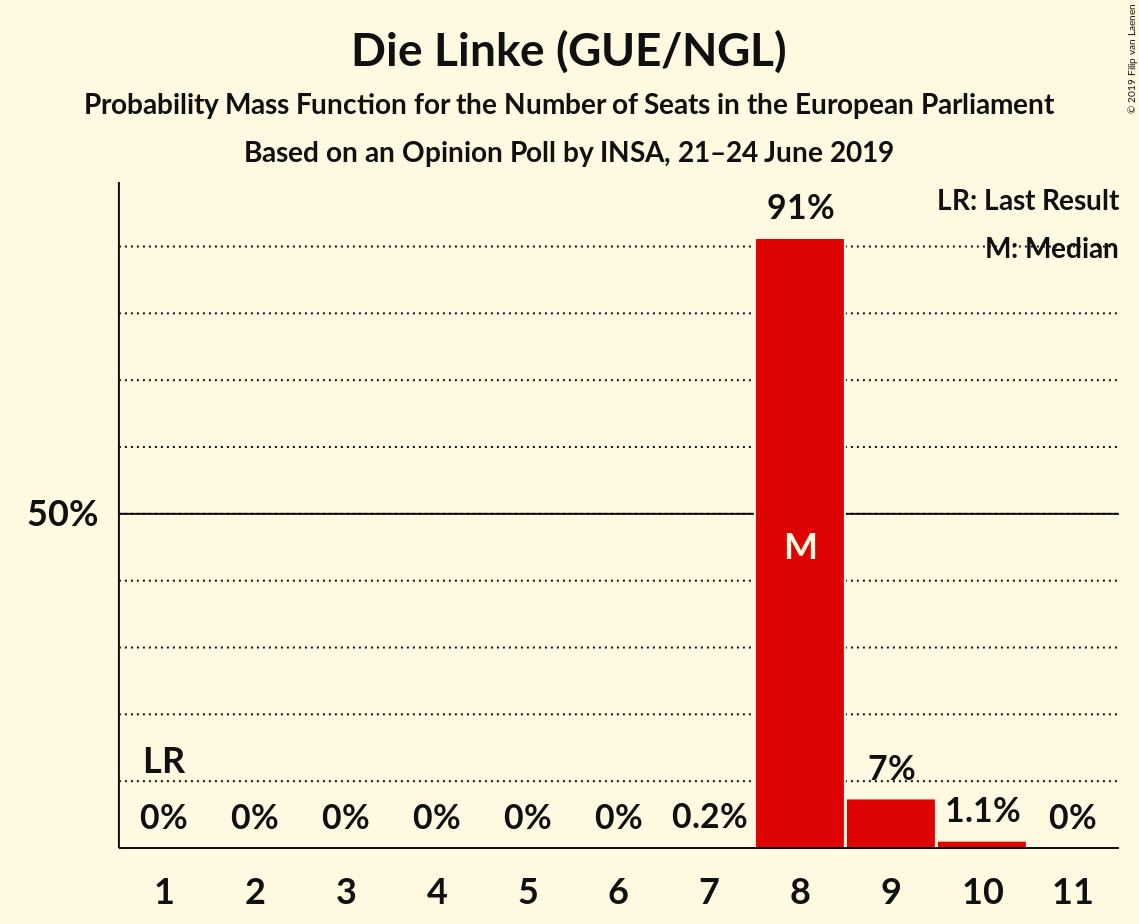 Die Linke (GUE/NGL)
Probability Mass Function for the Number of Seats in the European Parliament
Based on an Opinion Poll by INSA, 21–24 June 2019
© 2019 Filip van Laenen
LR: Last Result
M: Median
91%
50%
M
LR
7%
0% 0% 0% 0% 0% 0% 0.2% 1.1% 0%
1 2 3 4 5 6 7 8 9 10 11